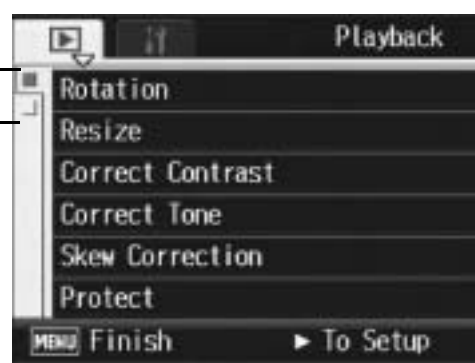 Playback
Rotation
Resize
Correct Contrast
Correct Tone
Skew Correction
Protect
MENU Finish ► To Setup